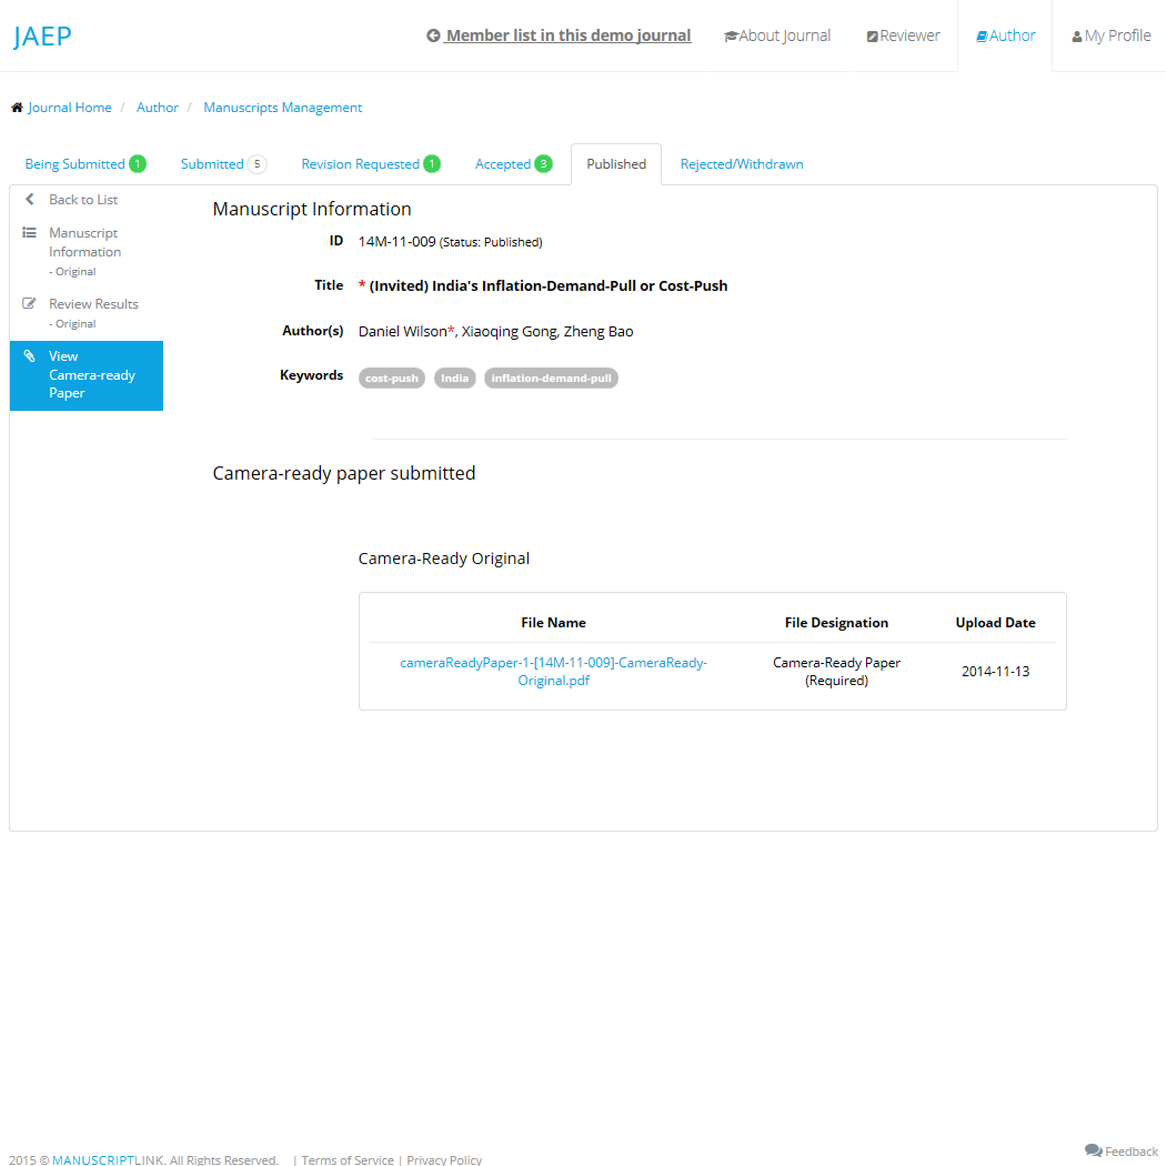 JAEP
Member list in this demo journal
About Journal
Reviewer
Author
My Profile
Journal Home / Author / Manuscripts Management
Being Submitted 1
Submitted 5
Revision Requested 1
Accepted 3
Published
Rejected/Withdrawn
Back to List
Manuscript
Information
- Original
Review Results
- Original
View
Camera-ready
Paper
Manuscript Information
ID 14M-11-009 (Status: Published)
Title * (Invited) India's Inflation-Demand-Pull or Cost-Push
Author(s) Daniel Wilson*, Xiaoqing Gong, Zheng Bao
Keywords cost-push India inflation-demand-pull
Camera-ready paper submitted
Camera-Ready Original
File Name File Designation Upload Date
cameraReadyPaper-1-[14M-11-009]-CameraReady-
Original.pdf
Camera-Ready Paper
(Required)
2014-11-13
Feedback
2015 © MANUSCRIPTLINK. All Rights Reserved. | Terms of Service | Privacy Policy